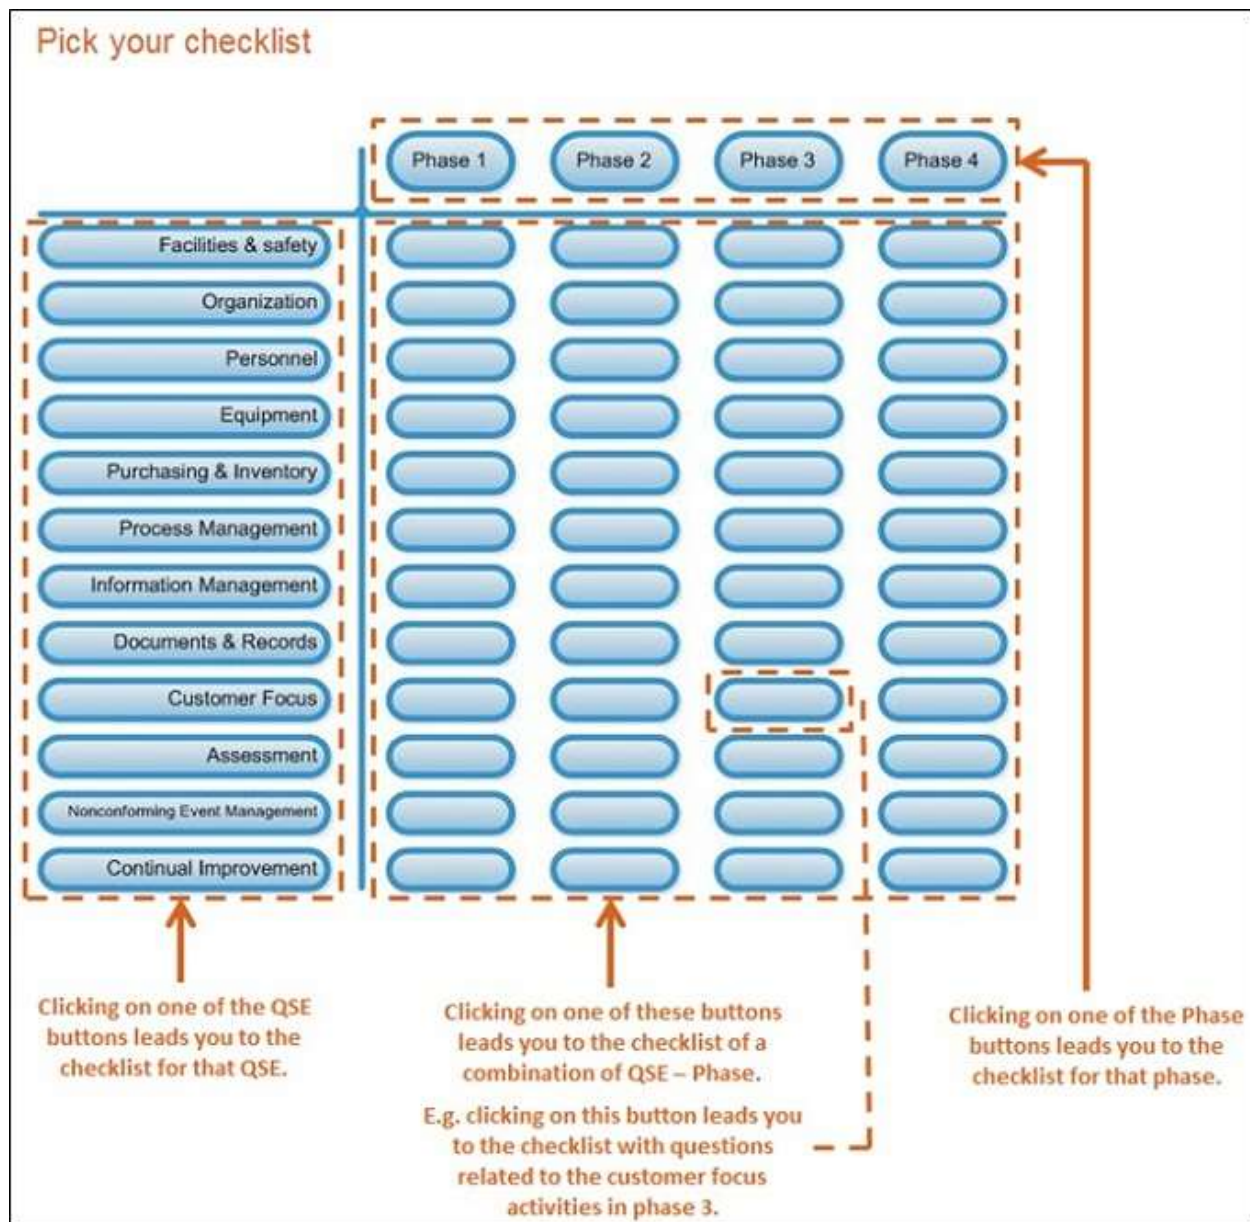 Pick your checklist
Phase 1
Phase 2
Phase 3
Phase 4
Facilities & safety
Organization
Personnel
Equipment
Purchasing & Inventory
Process Management
Information Management
Documents & Records
Customer Focus
Assessment
Nonconforming Event Management
Continual Improvement
Clicking on one of the QSE
buttons leads you to the
checklist for that QSE.
Clicking on one of these buttons
leads you to the checklist of a
combination of QSE – Phase.
E.g. clicking on this button leads you
to the checklist with questions
related to the customer focus
activities in phase 3.
Clicking on one of the Phase
buttons leads you to the
checklist for that phase.